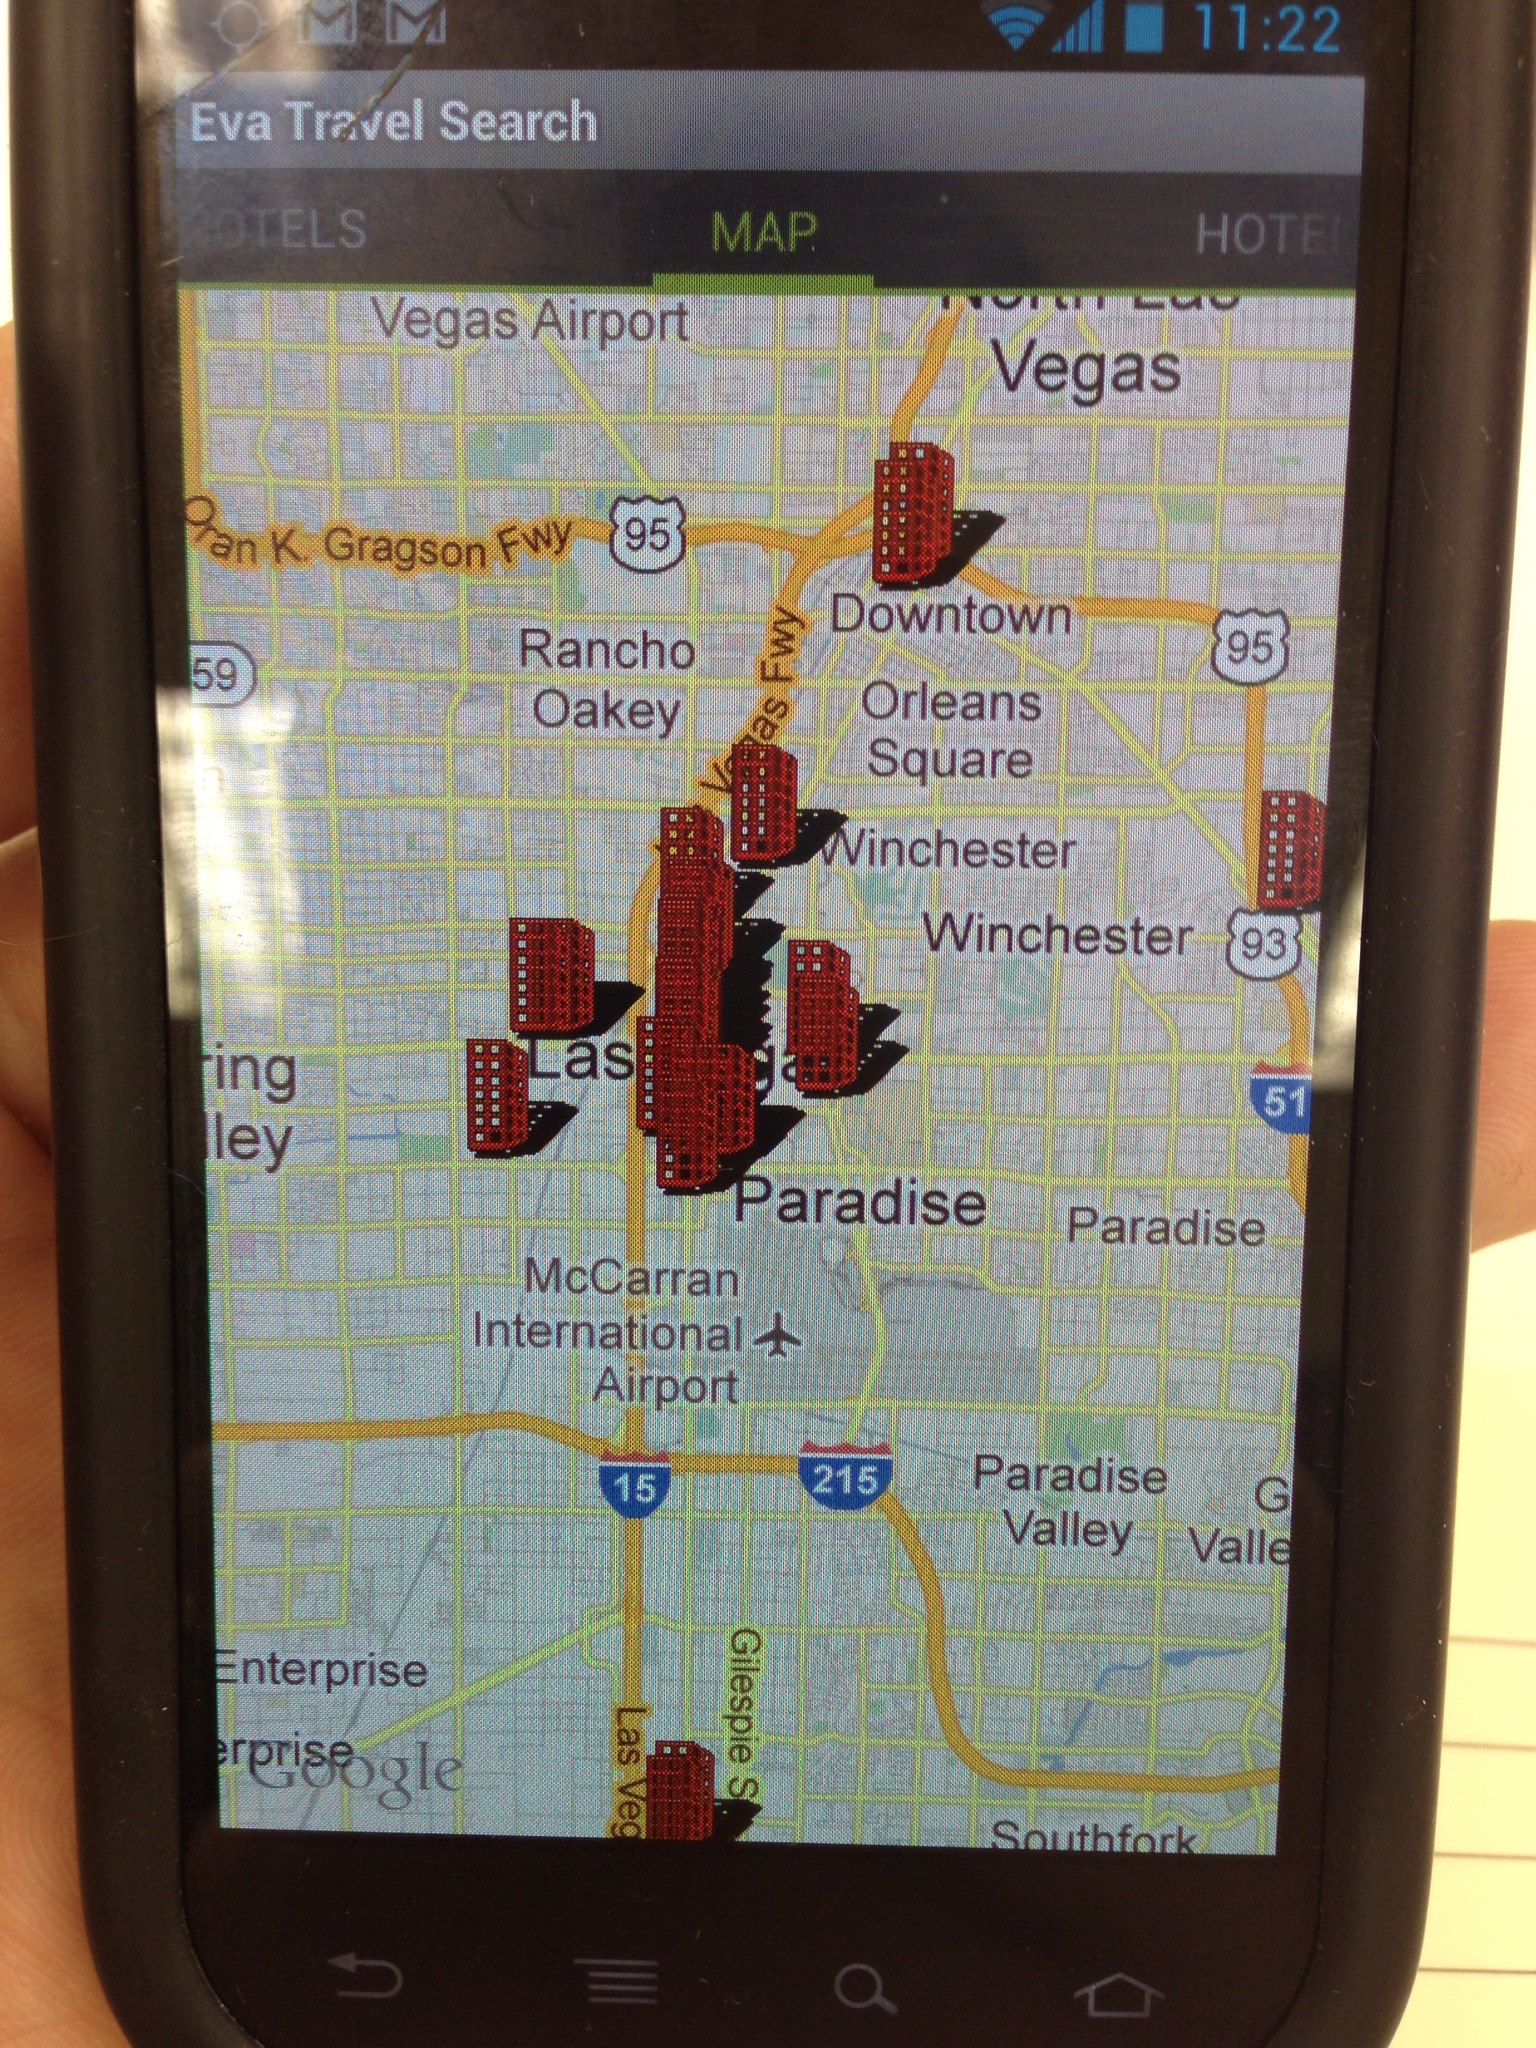 11:22
Eva Travel Search
OTELS
MAP
HOTEL
Vegas Airport
North Las
Vegas
Oran K. Gragson Fwy
95
Downtown
95
Rancho
Oakey
59
Vegas Fwy
Orleans
Square
Winchester
Winchester
93
Las
ga
ring
lley
51
Paradise
Paradise
McCarran
International
Airport
15
215
Paradise
Valley
G
Valle
Enterprise
erprise
Google
Las Veg
Gilespie S
Southfork